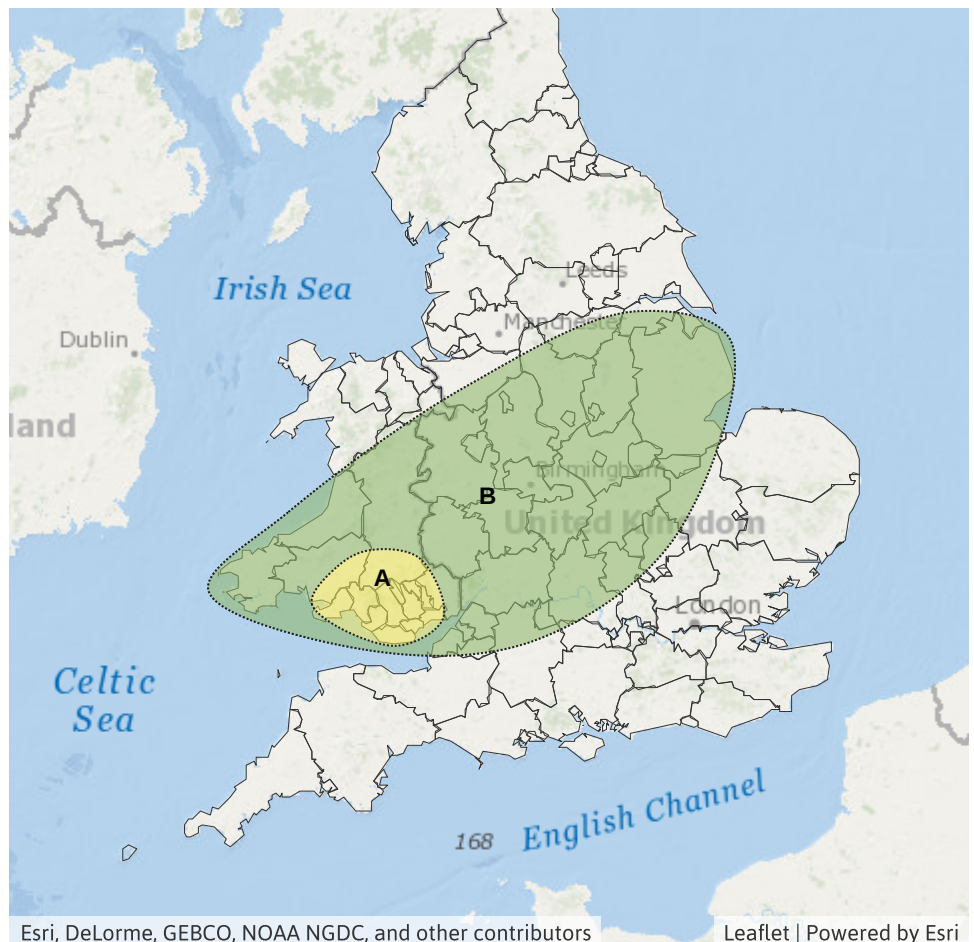 Leeds
Irish Sea
Manchester
Dublin
land
Birmingham
B
United Kingdom
A
London
Celtic
Sea
English Channel
168
Esri, DeLorme, GEBCO, NOAA NGDC, and other contributors
Leaflet | Powered by Esri